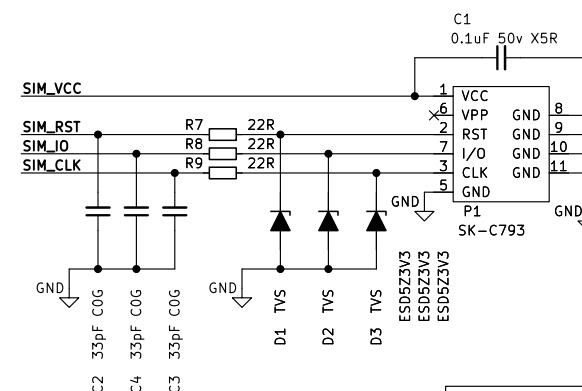 C1
0.1uF 50v X5R
SIM_VCC
1 VCC
6 VPP GND 8
SIM_RST R7 22R 2 RST GND 9
SIM_IO R8 22R 7 I/O GND 10
SIM_CLK R9 22R 3 CLK GND 11
5 GND
GND P1 GND
SK-C793
GND GND
C2 33pF C0G
C4 33pF C0G
C3 33pF C0G
D1 TVS
D2 TVS
D3 TVS
ESD5Z3V3
ESD5Z3V3
ESD5Z3V3